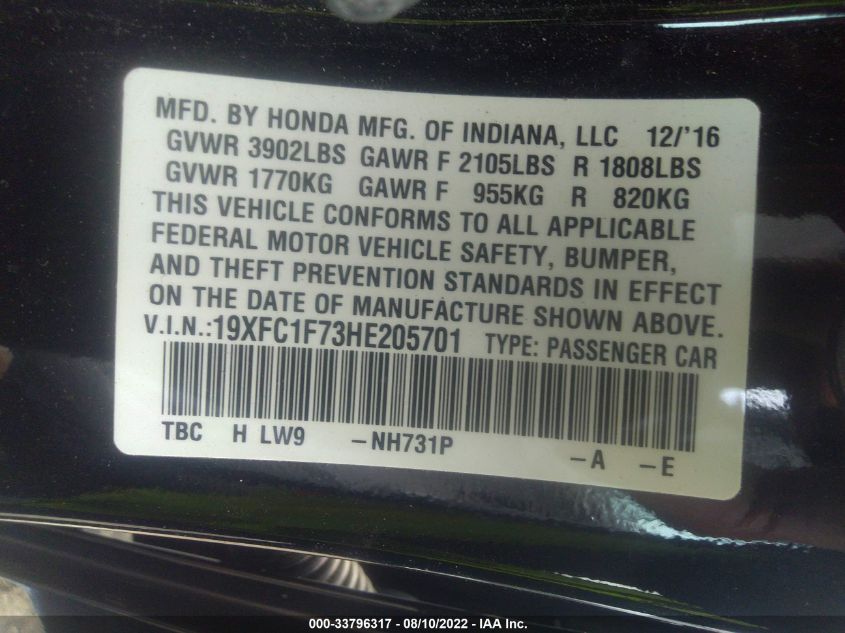 MFD. BY HONDA MFG. OF INDIANA, LLC 12/'16
GVWR 3902LBS GAWR F 2105LBS R 1808LBS
GVWR 1770KG GAWR F 955KG R 820KG
THIS VEHICLE CONFORMS TO ALL APPLICABLE
FEDERAL MOTOR VEHICLE SAFETY, BUMPER,
AND THEFT PREVENTION STANDARDS IN EFFECT
ON THE DATE OF MANUFACTURE SHOWN ABOVE.
V.I.N.:19XFC1F73HE205701 TYPE: PASSENGER CAR
TBC H LW9 –NH731P –A –E
000-33796317 - 08/10/2022 - IAA Inc.